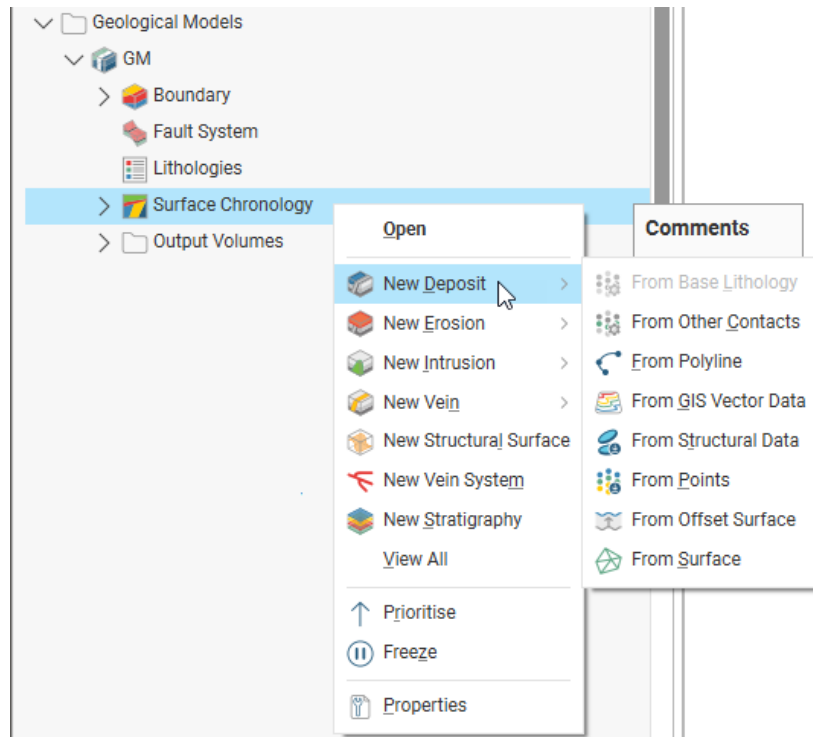 Geological Models
GM
Boundary
Fault System
Lithologies
Surface Chronology
Output Volumes
Open
New Deposit
New Erosion
New Intrusion
New Vein
New Structural Surface
New Vein System
New Stratigraphy
View All
Prioritise
Freeze
Properties
Comments
From Base Lithology
From Other Contacts
From Polyline
From GIS Vector Data
From Structural Data
From Points
From Offset Surface
From Surface